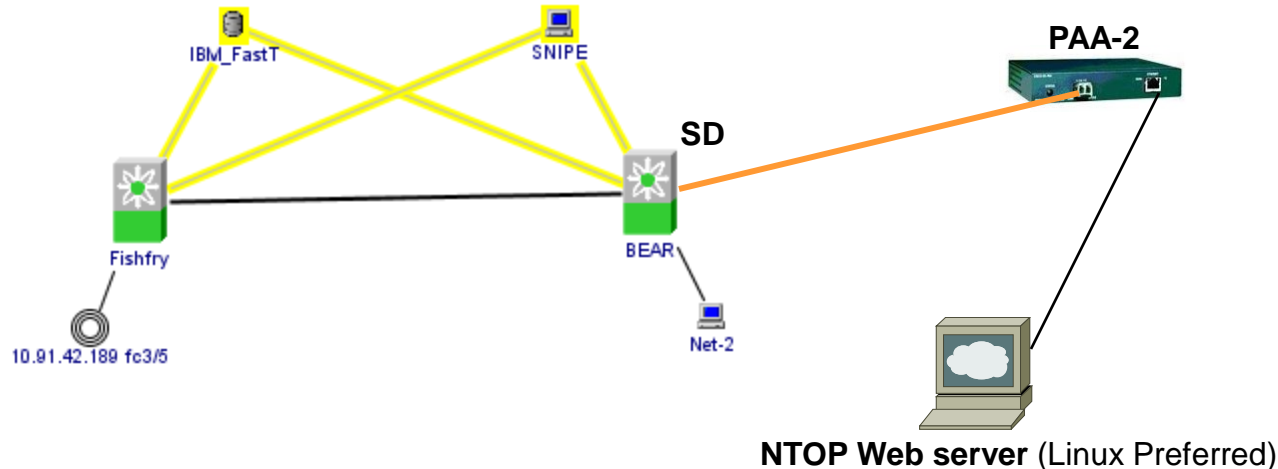 PAA-2
IBM_FastT
SNIPE
SD
Fishfry
BEAR
10.91.42.189 fc3/5
Net-2
NTOP Web server (Linux Preferred)